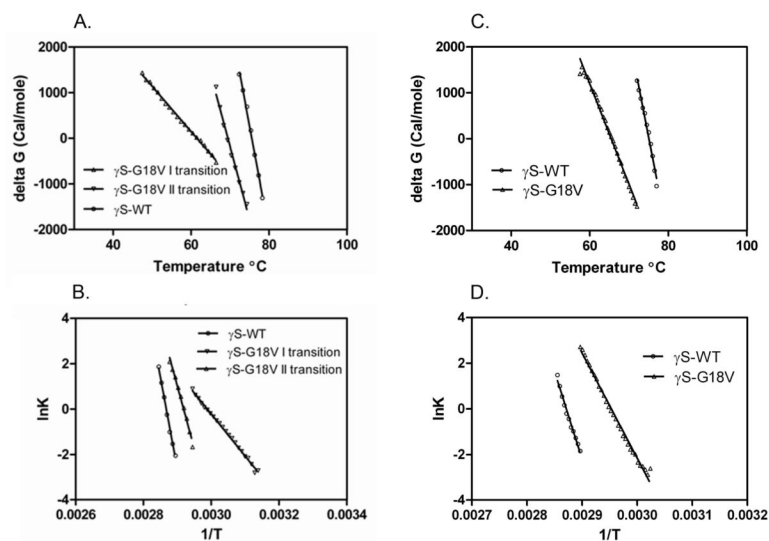 A.
delta G (Cal/mole)
2000
1000
0
-1000
-2000
γS-G18V I transition
γS-G18V II transition
γS-WT
40 60 80 100
Temperature °C
C.
delta G (Cal/mole)
2000
1000
0
-1000
-2000
γS-WT
γS-G18V
40 60 80 100
Temperature °C
B.
lnK
4
2
0
-2
-4
γS-WT
γS-G18V I transition
γS-G18V II transition
0.0026 0.0028 0.0030 0.0032 0.0034
1/T
D.
lnK
4
2
0
-2
-4
γS-WT
γS-G18V
0.0027 0.0028 0.0029 0.0030 0.0031 0.0032
1/T